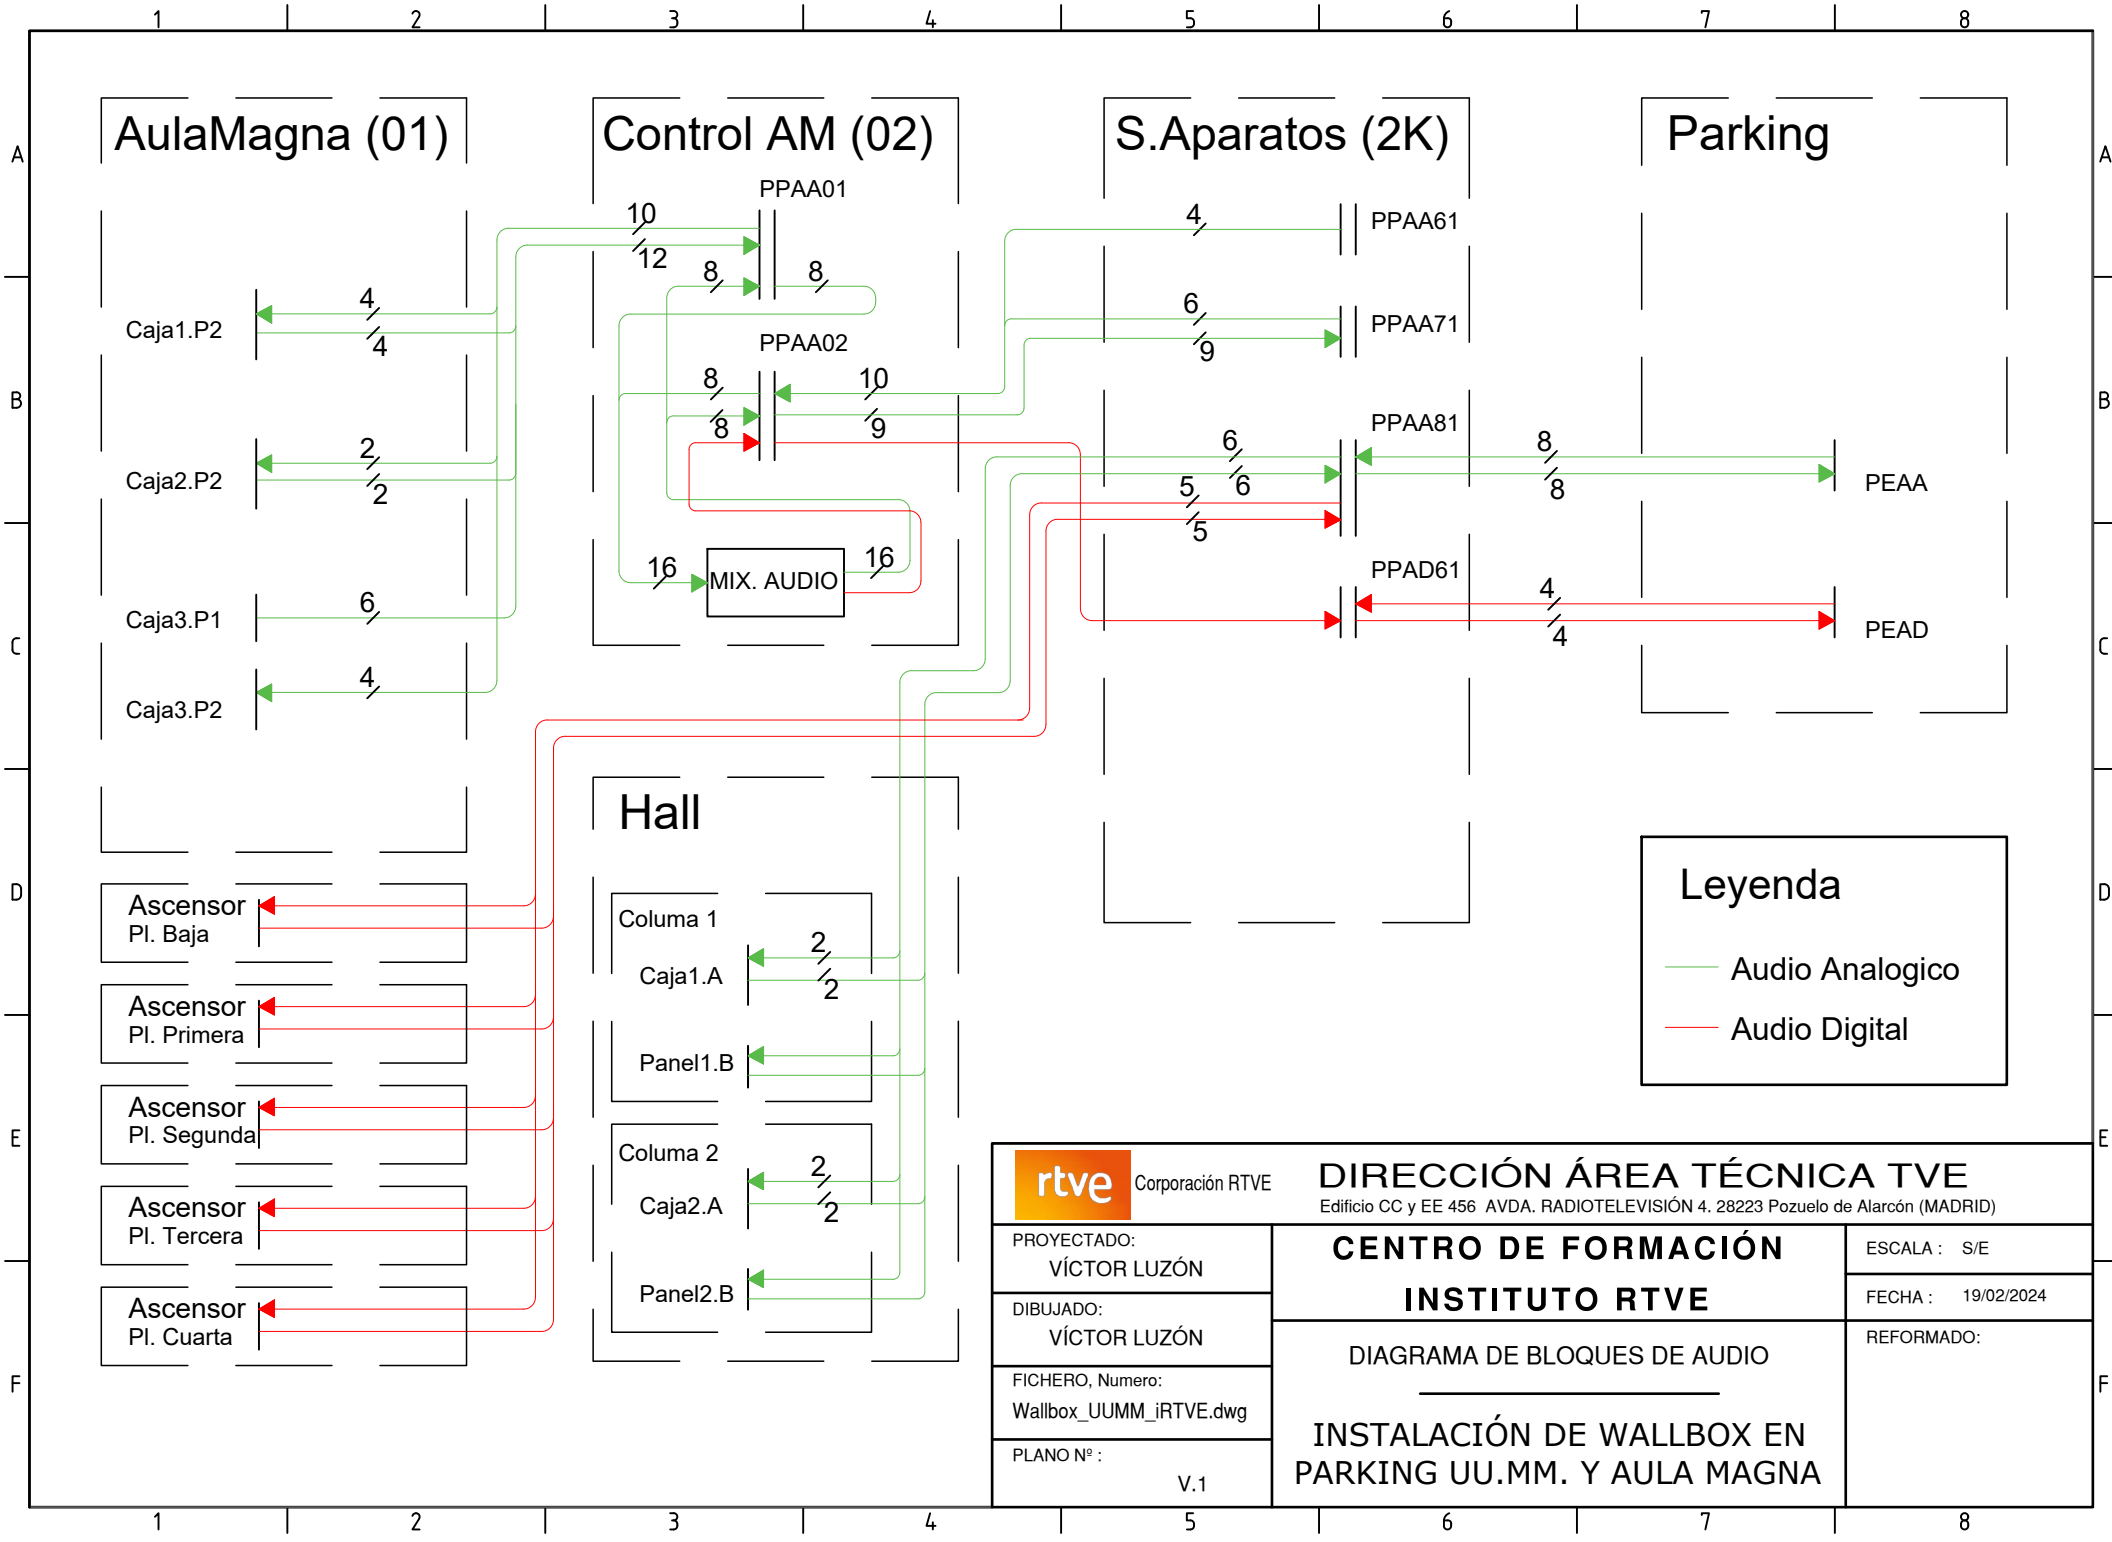 1 2 3 4 5 6 7 8
A A
B B
C C
D D
E E
F F
AulaMagna (01)
Caja1.P2
4
4
Caja2.P2
2
2
Caja3.P1
6
Caja3.P2
4
Control AM (02)
PPAA01
10
12
8 8
PPAA02
8 10
8 9
16 MIX. AUDIO 16
S.Aparatos (2K)
4 PPAA61
6 PPAA71
9
PPAA81
6
6
5
5
PPAD61
Parking
8
8
PEAA
4
4
PEAD
Ascensor
Pl. Baja
Ascensor
Pl. Primera
Ascensor
Pl. Segunda
Ascensor
Pl. Tercera
Ascensor
Pl. Cuarta
Hall
Columa 1
Caja1.A
2
2
Panel1.B
Columa 2
Caja2.A
2
2
Panel2.B
Leyenda
Audio Analogico
Audio Digital
rtve Corporación RTVE
DIRECCIÓN ÁREA TÉCNICA TVE
Edificio CC y EE 456 AVDA. RADIOTELEVISIÓN 4. 28223 Pozuelo de Alarcón (MADRID)
PROYECTADO:
VÍCTOR LUZÓN
DIBUJADO:
VÍCTOR LUZÓN
FICHERO, Numero:
Wallbox_UUMM_iRTVE.dwg
PLANO Nº :
V.1
CENTRO DE FORMACIÓN
INSTITUTO RTVE
DIAGRAMA DE BLOQUES DE AUDIO
INSTALACIÓN DE WALLBOX EN
PARKING UU.MM. Y AULA MAGNA
ESCALA : S/E
FECHA : 19/02/2024
REFORMADO:
1 2 3 4 5 6 7 8